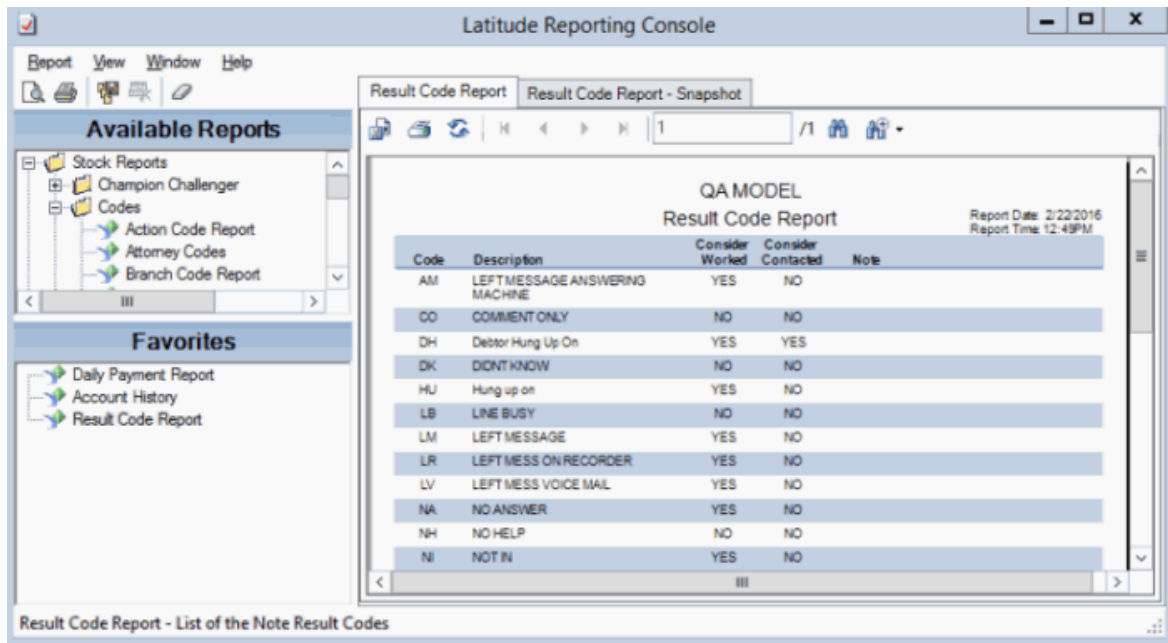 Latitude Reporting Console
Report View Window Help
Available Reports
Stock Reports
Champion Challenger
Codes
Action Code Report
Attorney Codes
Branch Code Report
Favorites
Daily Payment Report
Account History
Result Code Report
Result Code Report Result Code Report - Snapshot
1 /1
QA MODEL
Result Code Report
Report Date: 2/22/2016
Report Time: 12:49PM
Code Description Consider Worked Consider Contacted Note
AM LEFT MESSAGE ANSWERING MACHINE YES NO
CO COMMENT ONLY NO NO
DH Debtor Hung Up On YES YES
DK DIDNT KNOW NO NO
HU Hung up on YES NO
LB LINE BUSY NO NO
LM LEFT MESSAGE YES NO
LR LEFT MESS ON RECORDER YES NO
LV LEFT MESS VOICE MAIL YES NO
NA NO ANSWER YES NO
NH NO HELP NO NO
NI NOT IN YES NO
Result Code Report - List of the Note Result Codes